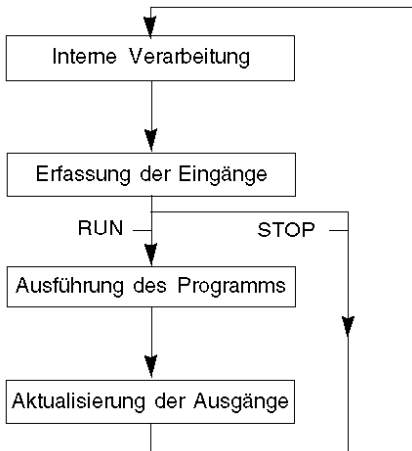 Interne Verarbeitung
Erfassung der Eingänge
RUN
STOP
Ausführung des Programms
Aktualisierung der Ausgänge